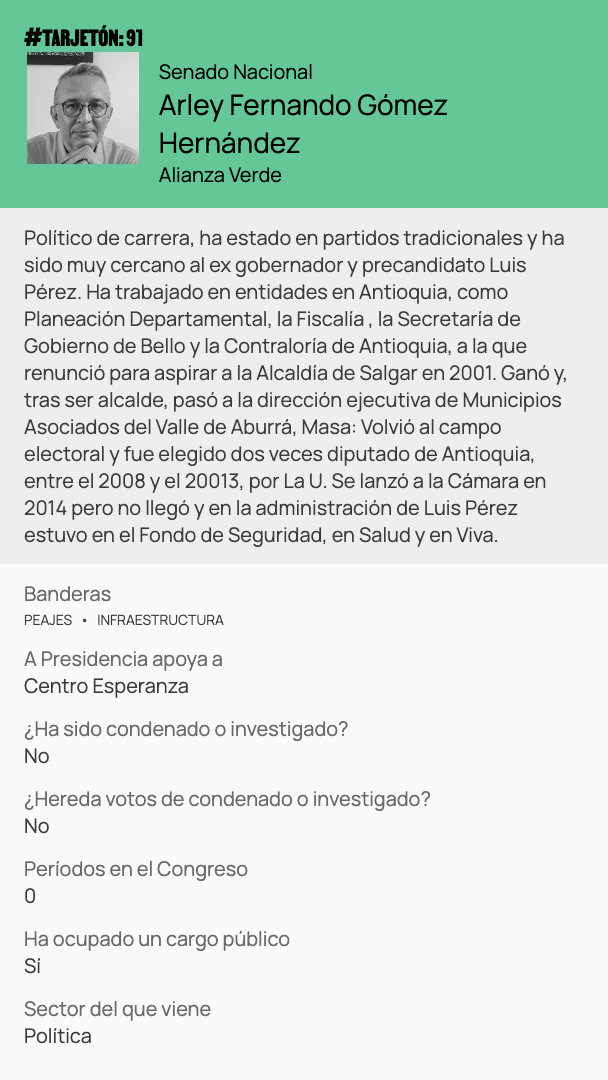 #TARJETÓN: 91
Senado Nacional
Arley Fernando Gómez
Hernández
Alianza Verde
Político de carrera, ha estado en partidos tradicionales y ha
sido muy cercano al ex gobernador y precandidato Luis
Pérez. Ha trabajado en entidades en Antioquia, como
Planeación Departamental, la Fiscalía , la Secretaría de
Gobierno de Bello y la Contraloría de Antioquia, a la que
renunció para aspirar a la Alcaldía de Salgar en 2001. Ganó y,
tras ser alcalde, pasó a la dirección ejecutiva de Municipios
Asociados del Valle de Aburrá, Masa: Volvió al campo
electoral y fue elegido dos veces diputado de Antioquia,
entre el 2008 y el 20013, por La U. Se lanzó a la Cámara en
2014 pero no llegó y en la administración de Luis Pérez
estuvo en el Fondo de Seguridad, en Salud y en Viva.
Banderas
PEAJES • INFRAESTRUCTURA
A Presidencia apoya a
Centro Esperanza
¿Ha sido condenado o investigado?
No
¿Hereda votos de condenado o investigado?
No
Períodos en el Congreso
0
Ha ocupado un cargo público
Sí
Sector del que viene
Política